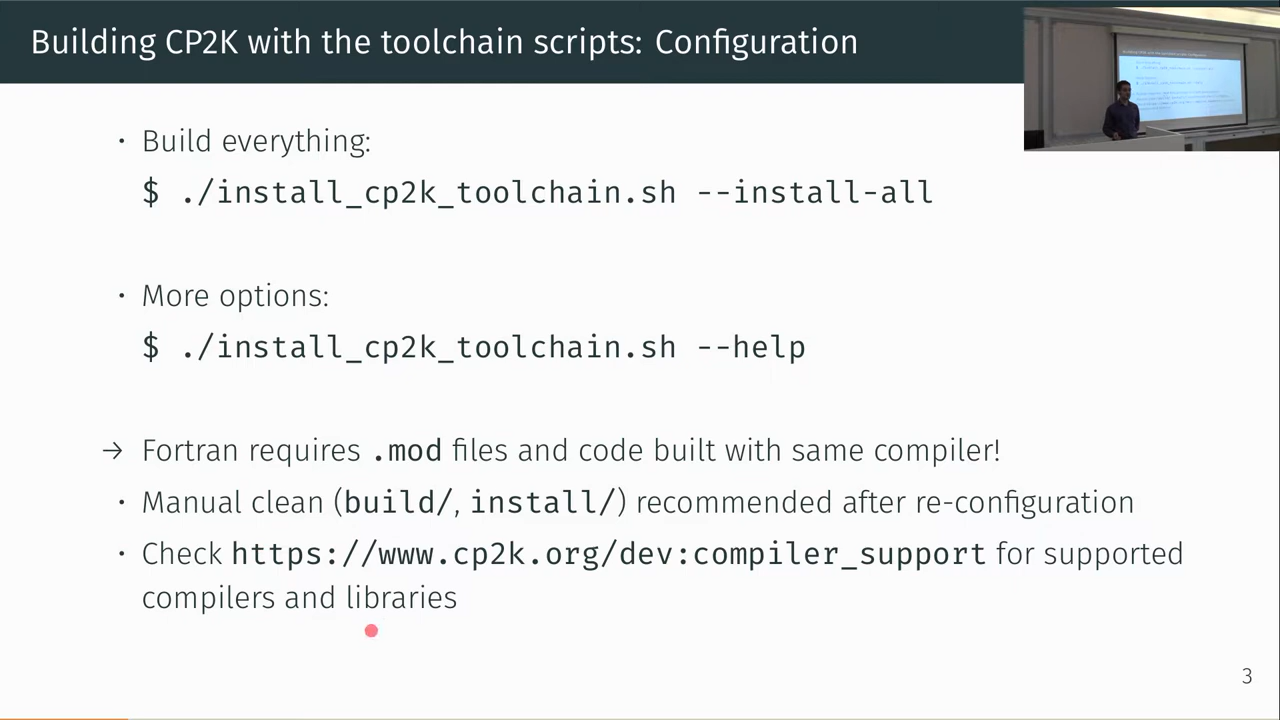 Building CP2K with the toolchain scripts: Configuration
• Build everything:
$ ./install_cp2k_toolchain.sh --install-all
• More options:
$ ./install_cp2k_toolchain.sh --help
→ Fortran requires .mod files and code built with same compiler!
• Manual clean (build/, install/) recommended after re-configuration
• Check https://www.cp2k.org/dev:compiler_support for supported
compilers and libraries
3